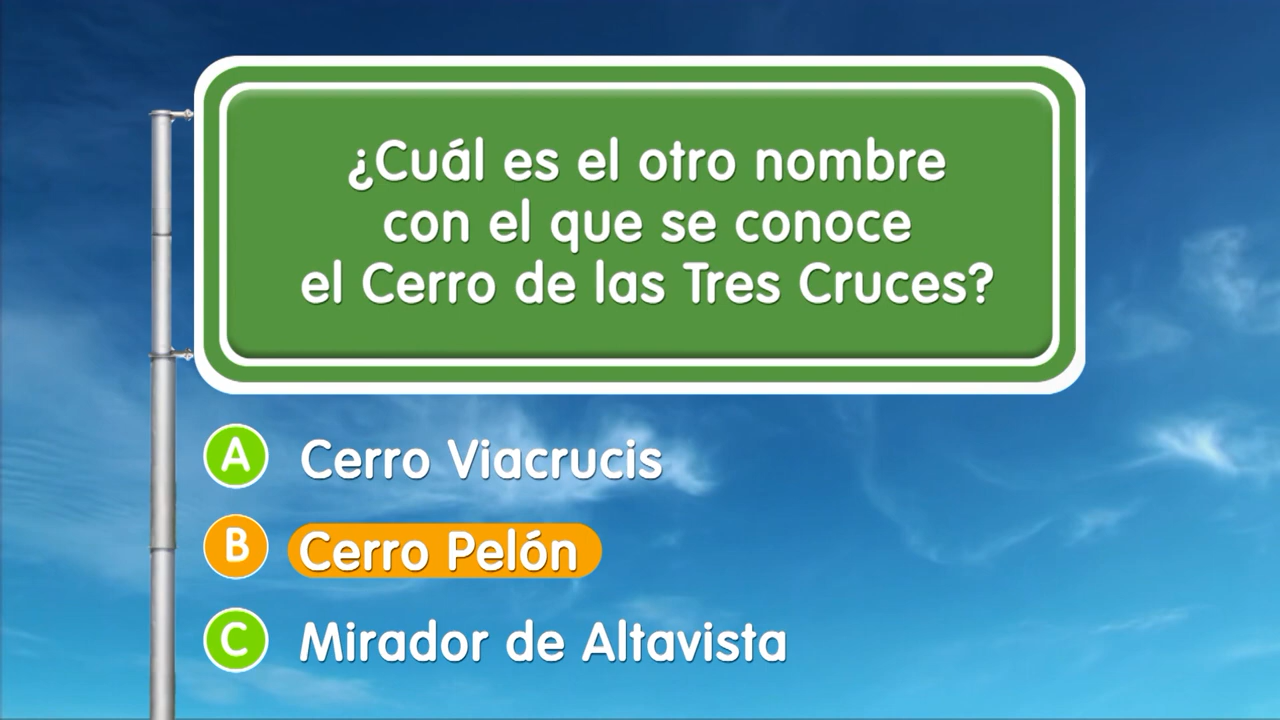 ¿Cuál es el otro nombre
con el que se conoce
el Cerro de las Tres Cruces?
A Cerro Viacrucis
B Cerro Pelón
C Mirador de Altavista